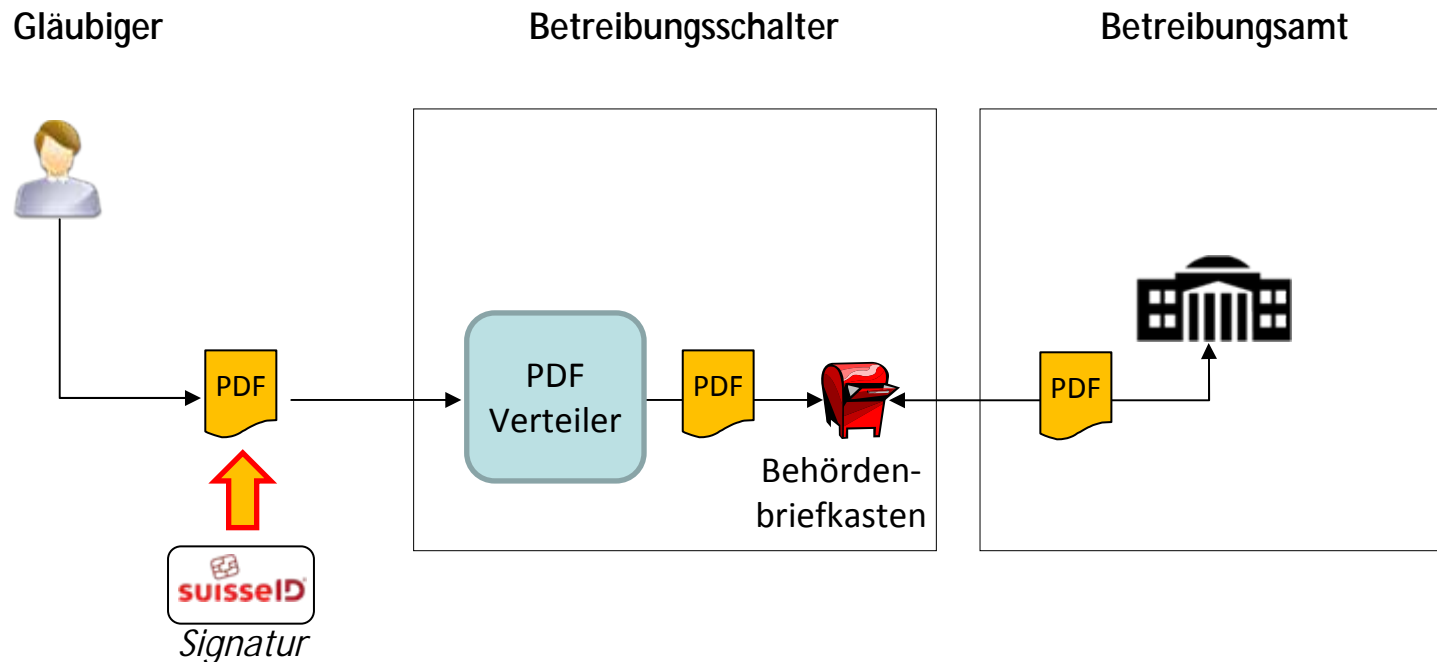 Gläubiger
Betreibungsschalter
Betreibungsamt
PDF
PDF
Verteiler
PDF
PDF
Behörden-
briefkasten
suisseID
Signatur